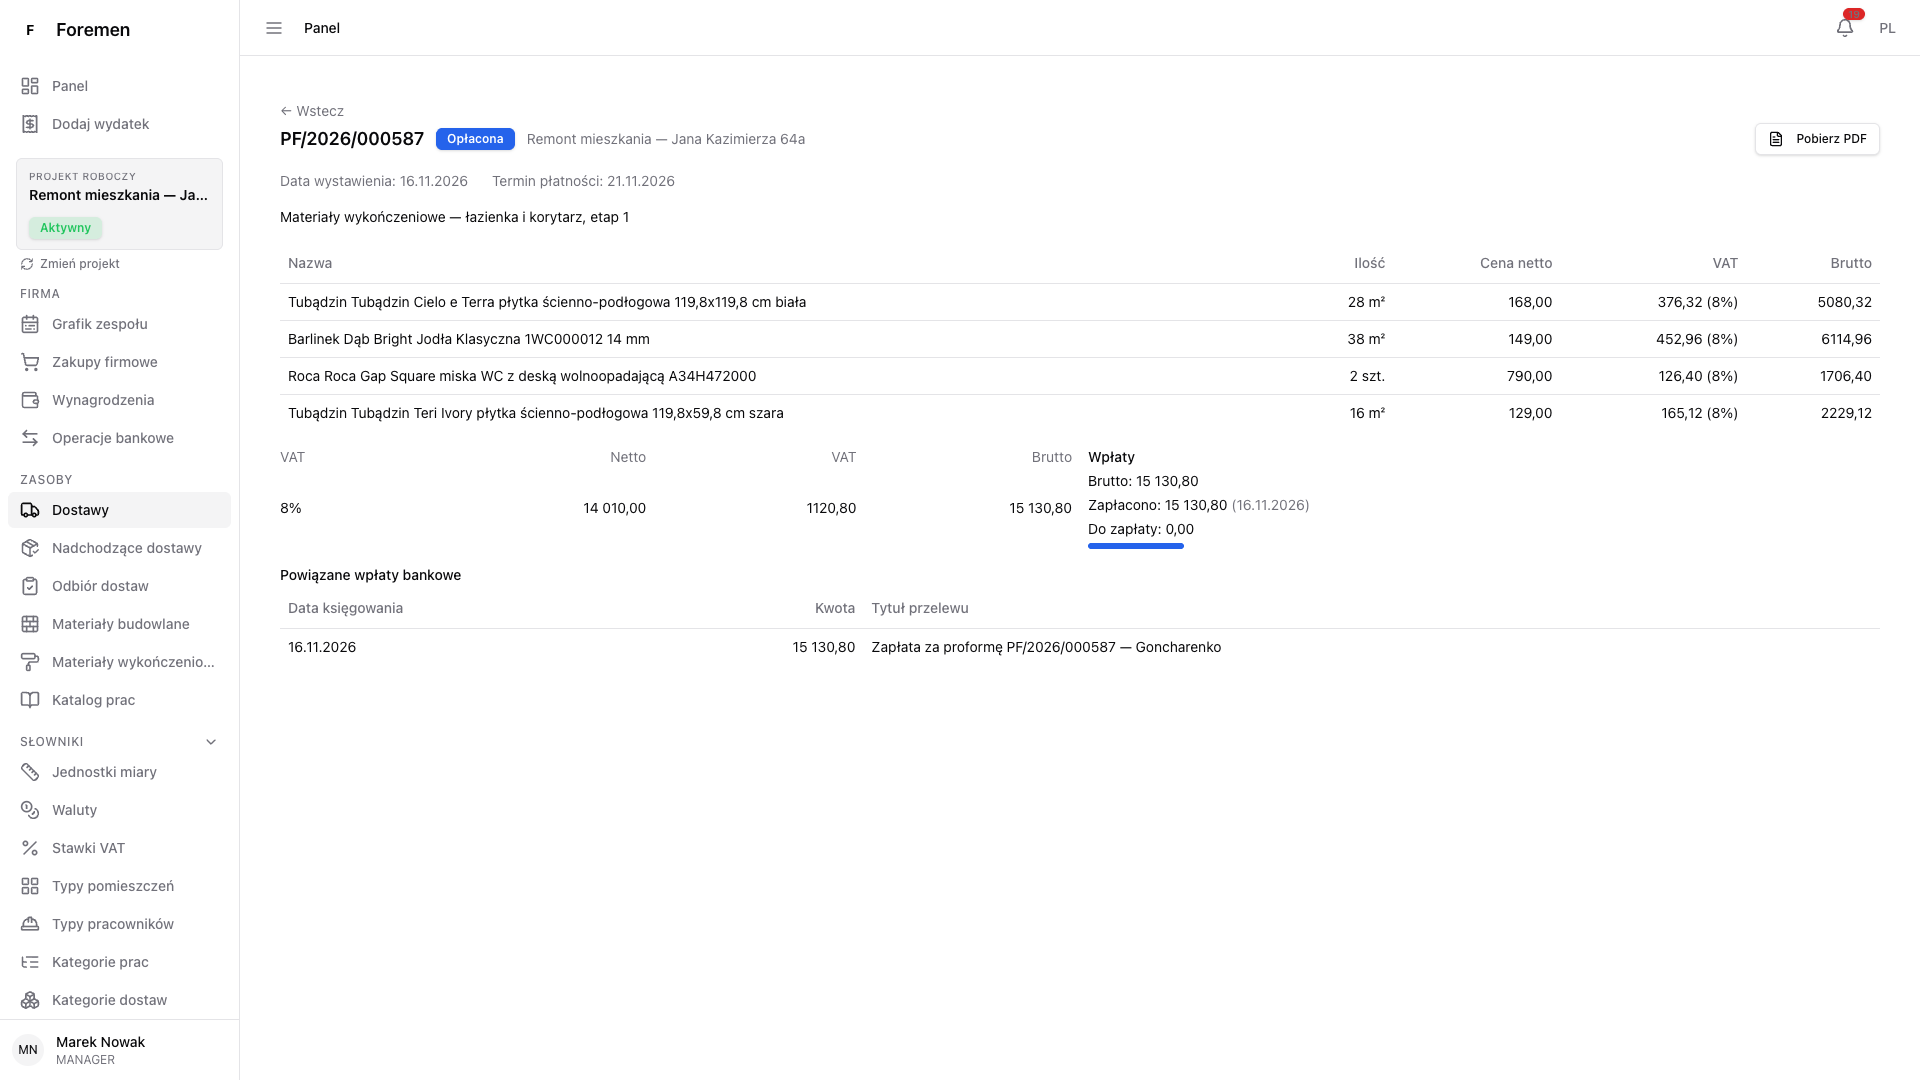 F Foremen
Panel
Dodaj wydatek
PROJEKT ROBOCZY
Remont mieszkania — Ja...
Aktywny
Zmień projekt
FIRMA
Grafik zespołu
Zakupy firmowe
Wynagrodzenia
Operacje bankowe
ZASOBY
Dostawy
Nadchodzące dostawy
Odbiór dostaw
Materiały budowlane
Materiały wykończenio...
Katalog prac
SŁOWNIKI
Jednostki miary
Waluty
Stawki VAT
Typy pomieszczeń
Typy pracowników
Kategorie prac
Kategorie dostaw
MN Marek Nowak
MANAGER
Panel
PL
← Wstecz
PF/2026/000587 Opłacona Remont mieszkania — Jana Kazimierza 64a
Pobierz PDF
Data wystawienia: 16.11.2026 Termin płatności: 21.11.2026
Materiały wykończeniowe — łazienka i korytarz, etap 1
Nazwa Ilość Cena netto VAT Brutto
Tubądzin Tubądzin Cielo e Terra płytka ścienno-podłogowa 119,8x119,8 cm biała 28 m² 168,00 376,32 (8%) 5080,32
Barlinek Dąb Bright Jodła Klasyczna 1WC000012 14 mm 38 m² 149,00 452,96 (8%) 6114,96
Roca Roca Gap Square miska WC z deską wolnoopadającą A34H472000 2 szt. 790,00 126,40 (8%) 1706,40
Tubądzin Tubądzin Teri Ivory płytka ścienno-podłogowa 119,8x59,8 cm szara 16 m² 129,00 165,12 (8%) 2229,12
VAT Netto VAT Brutto
8% 14 010,00 1120,80 15 130,80
Wpłaty
Brutto: 15 130,80
Zapłacono: 15 130,80 (16.11.2026)
Do zapłaty: 0,00
Powiązane wpłaty bankowe
Data księgowania Kwota Tytuł przelewu
16.11.2026 15 130,80 Zapłata za proformę PF/2026/000587 — Goncharenko